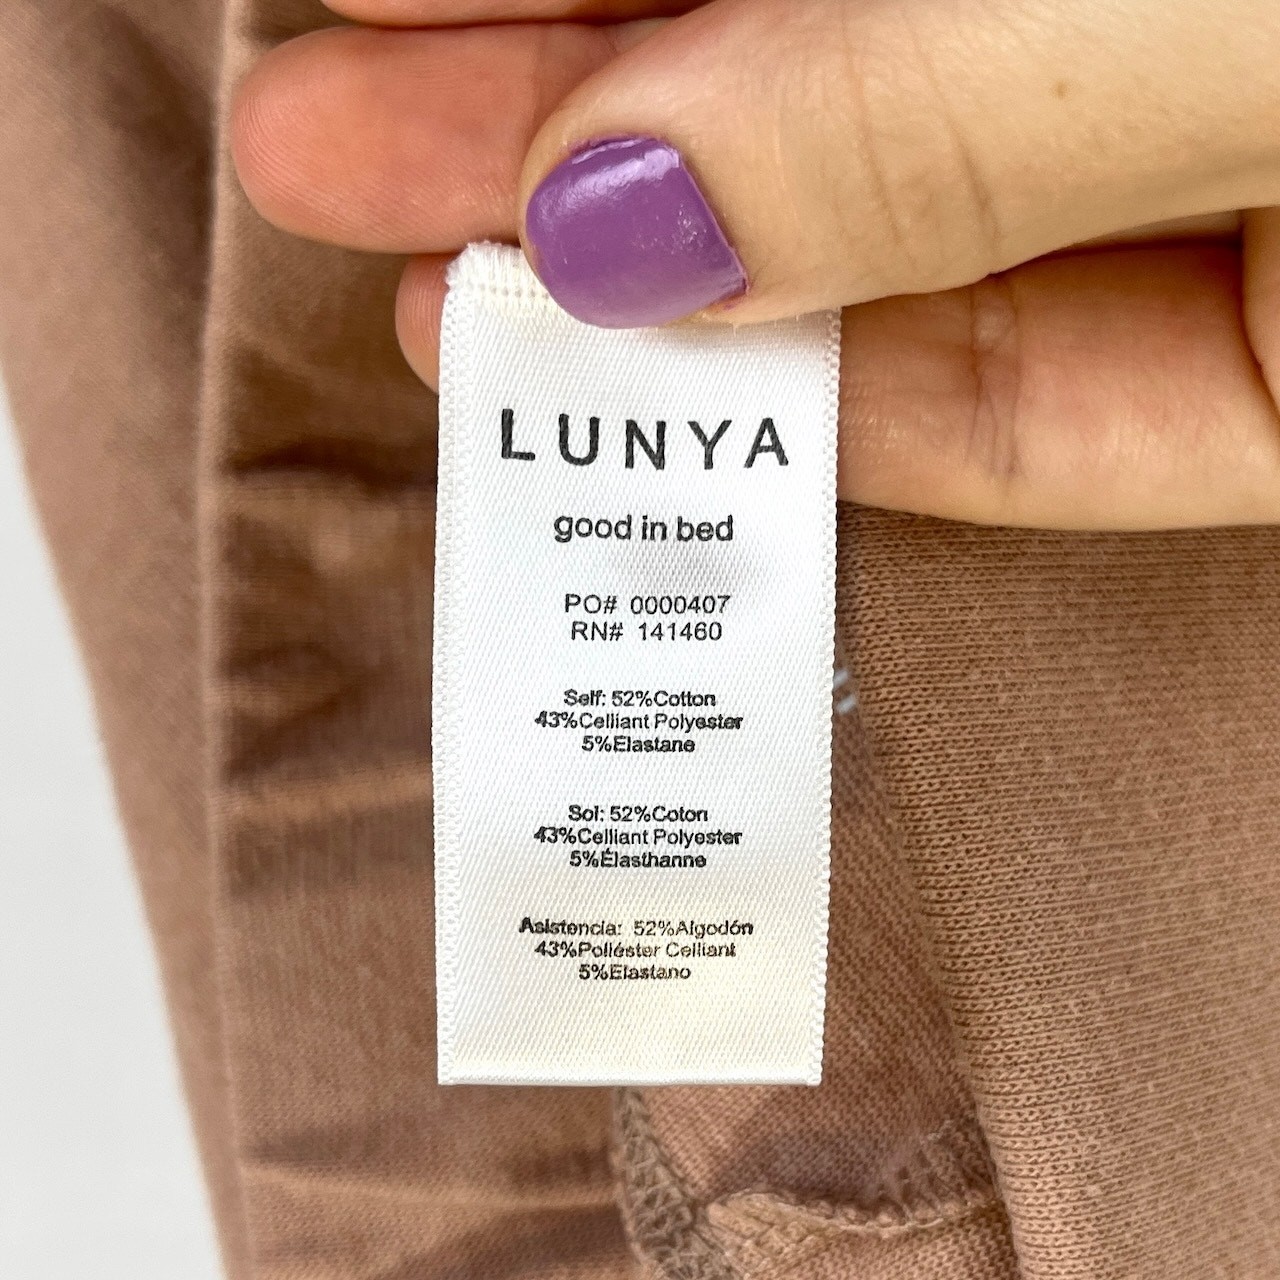 LUNYA
good in bed
PO# 0000407
RN# 141460
Self: 52%Cotton
43%Celliant Polyester
5%Elastane
Soi: 52%Coton
43%Celliant Polyester
5%Élasthanne
Asistencia: 52%Algodón
43%Poliéster Celliant
5%Elastano